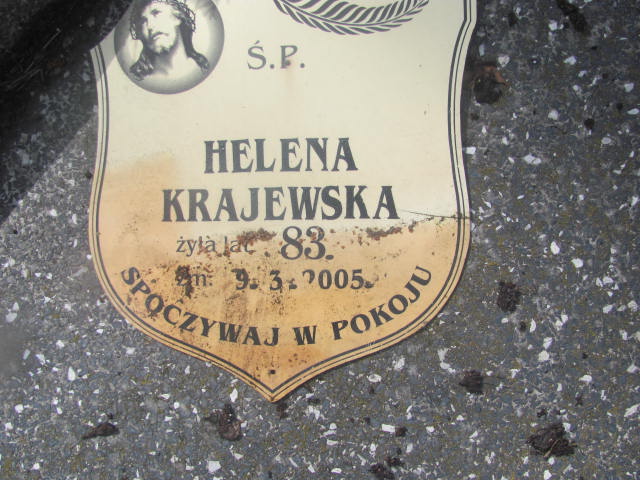 Ś.P.
HELENA
KRAJEWSKA
żyła lat 83.
zm. 9.3.2005.
SPOCZYWAJ W POKOJU